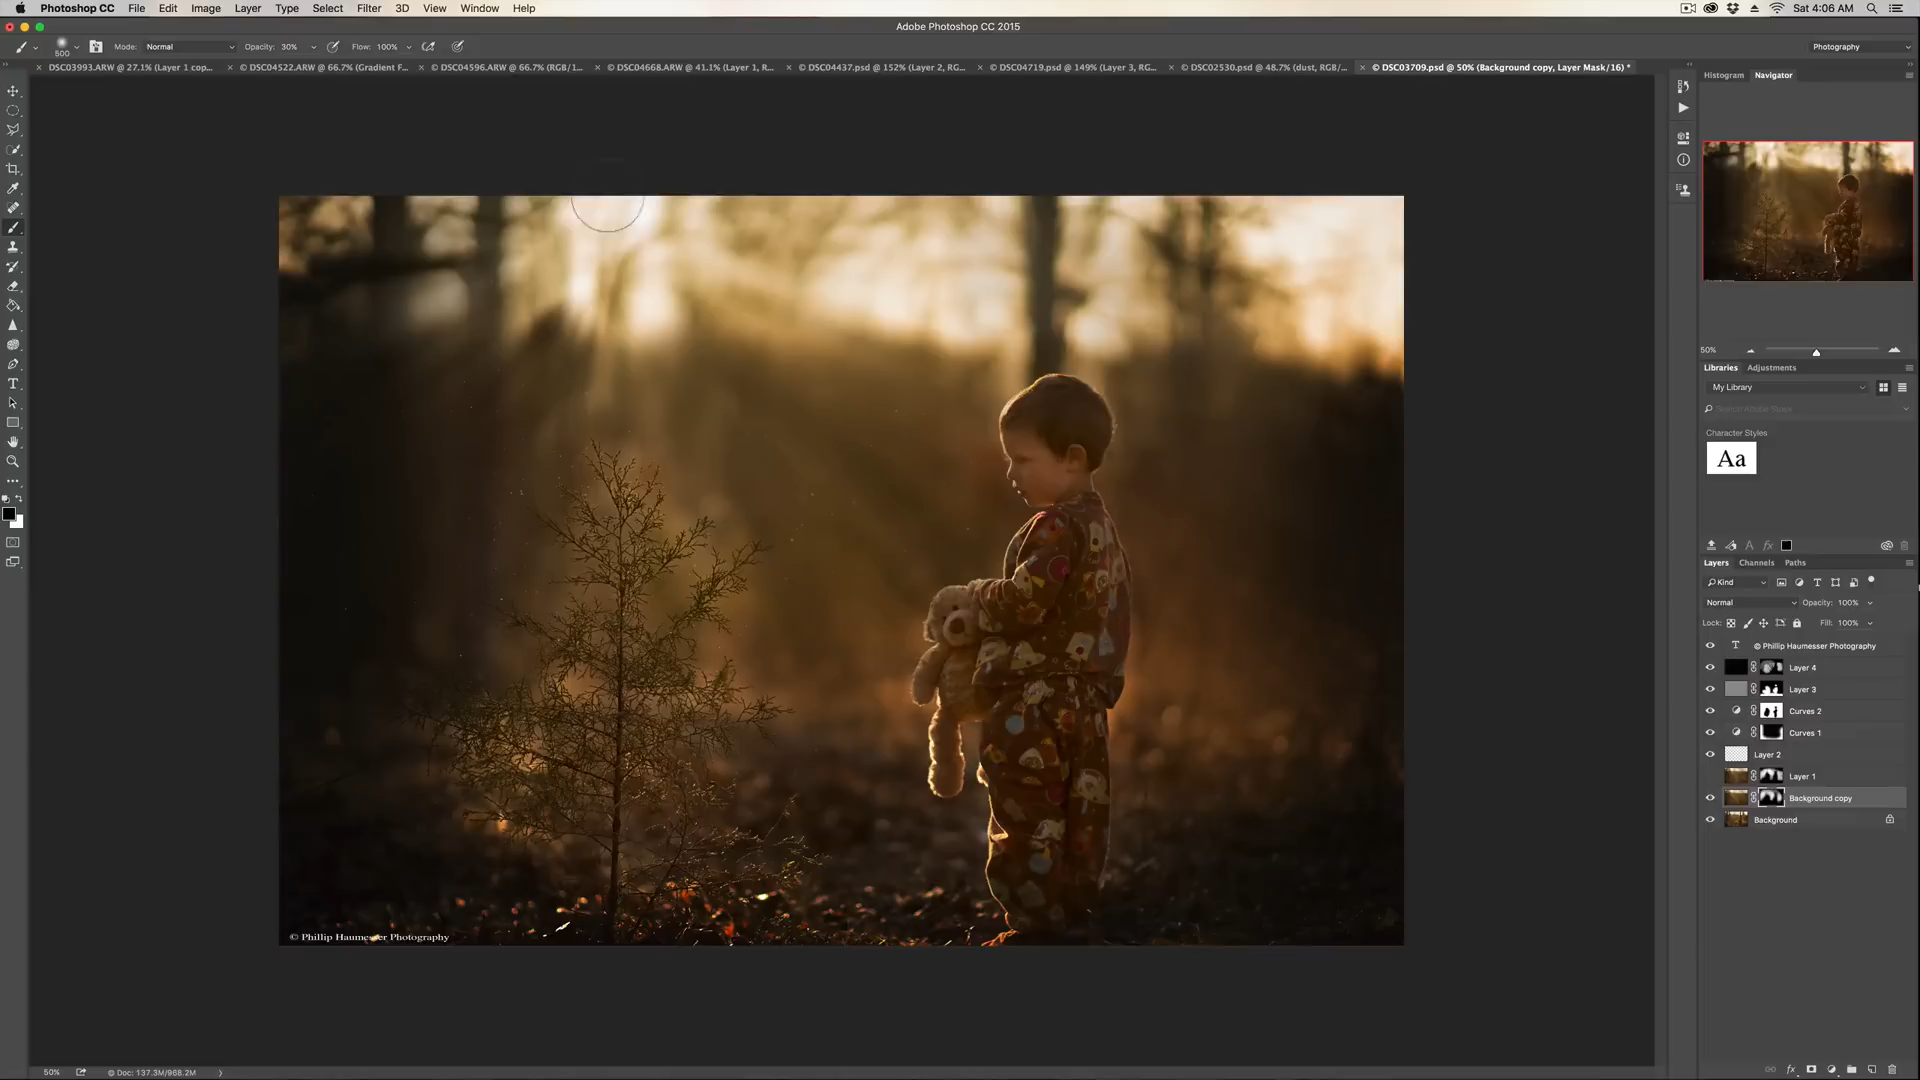 Photoshop CC File Edit Image Layer Type Select Filter 3D View Window Help Sat 4:06 AM
Adobe Photoshop CC 2015
500 Mode: Normal Opacity: 30% Flow: 100% Photography
DSC03993.ARW @ 27.1% (Layer 1 cop... © DSC04522.ARW @ 66.7% (Gradient F... © DSC04596.ARW @ 66.7% (RGB/1... © DSC04668.ARW @ 41.1% (Layer 1, R... © DSC04437.psd @ 152% (Layer 2, RG... © DSC04719.psd @ 149% (Layer 3, RG... © DSC02530.psd @ 48.7% (dust, RGB/... © DSC03709.psd @ 50% (Background copy, Layer Mask/16) *
Histogram Navigator
50%
Libraries Adjustments
My Library
Search Adobe Stock
Character Styles
Aa
Layers Channels Paths
Kind
Normal Opacity: 100%
Lock: Fill: 100%
© Phillip Haumesser Photography
Layer 4
Layer 3
Curves 2
Curves 1
Layer 2
Layer 1
Background copy
Background
© Phillip Haumesser Photography
50% Doc: 137.3M/968.2M